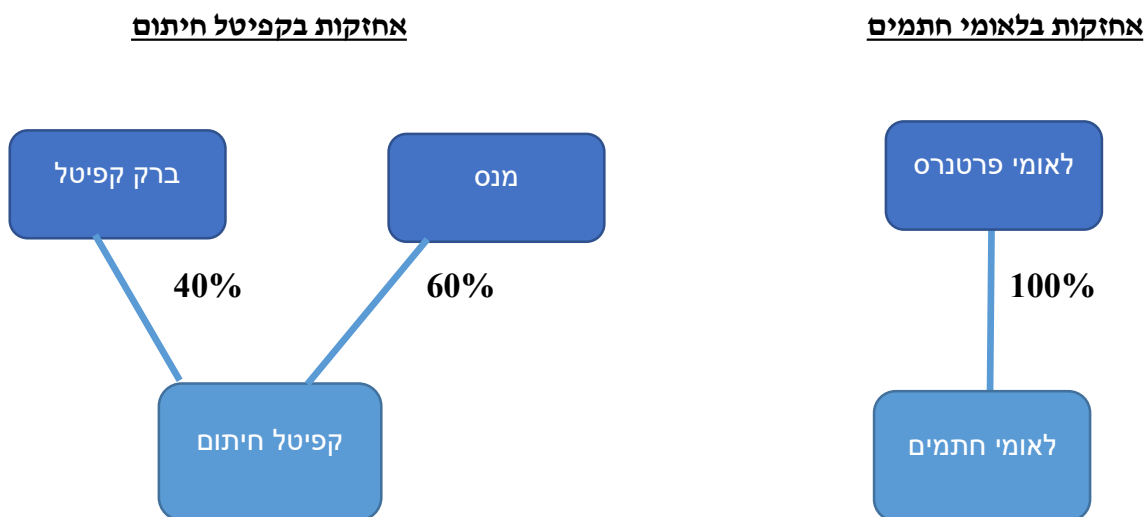 אחזקות בלאומי חתמים
לאומי פרטנרס
100%
לאומי חתמים
אחזקות בקפיטל חיתום
מנס
ברק קפיטל
60%
40%
קפיטל חיתום